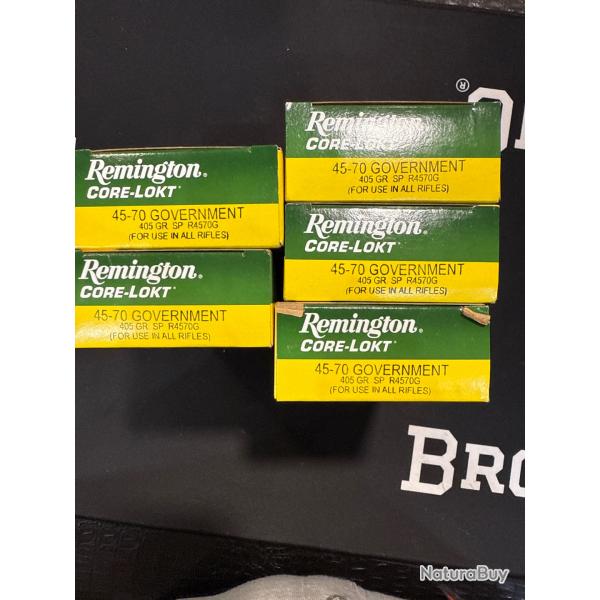 Remington®
CORE-LOKT®
45-70 GOVERNMENT
405 GR. SP R4570G
(FOR USE IN ALL RIFLES)
Remington®
CORE-LOKT®
45-70 GOVERNMENT
405 GR. SP R4570G
(FOR USE IN ALL RIFLES)
Remington®
CORE-LOKT®
45-70 GOVERNMENT
405 GR. SP R4570G
(FOR USE IN ALL RIFLES)
Remington®
CORE-LOKT®
45-70 GOVERNMENT
405 GR. SP R4570G
(FOR USE IN ALL RIFLES)
Remington®
CORE-LOKT®
45-70 GOVERNMENT
405 GR. SP R4570G
(FOR USE IN ALL RIFLES)
®
BRO
NaturaBuy